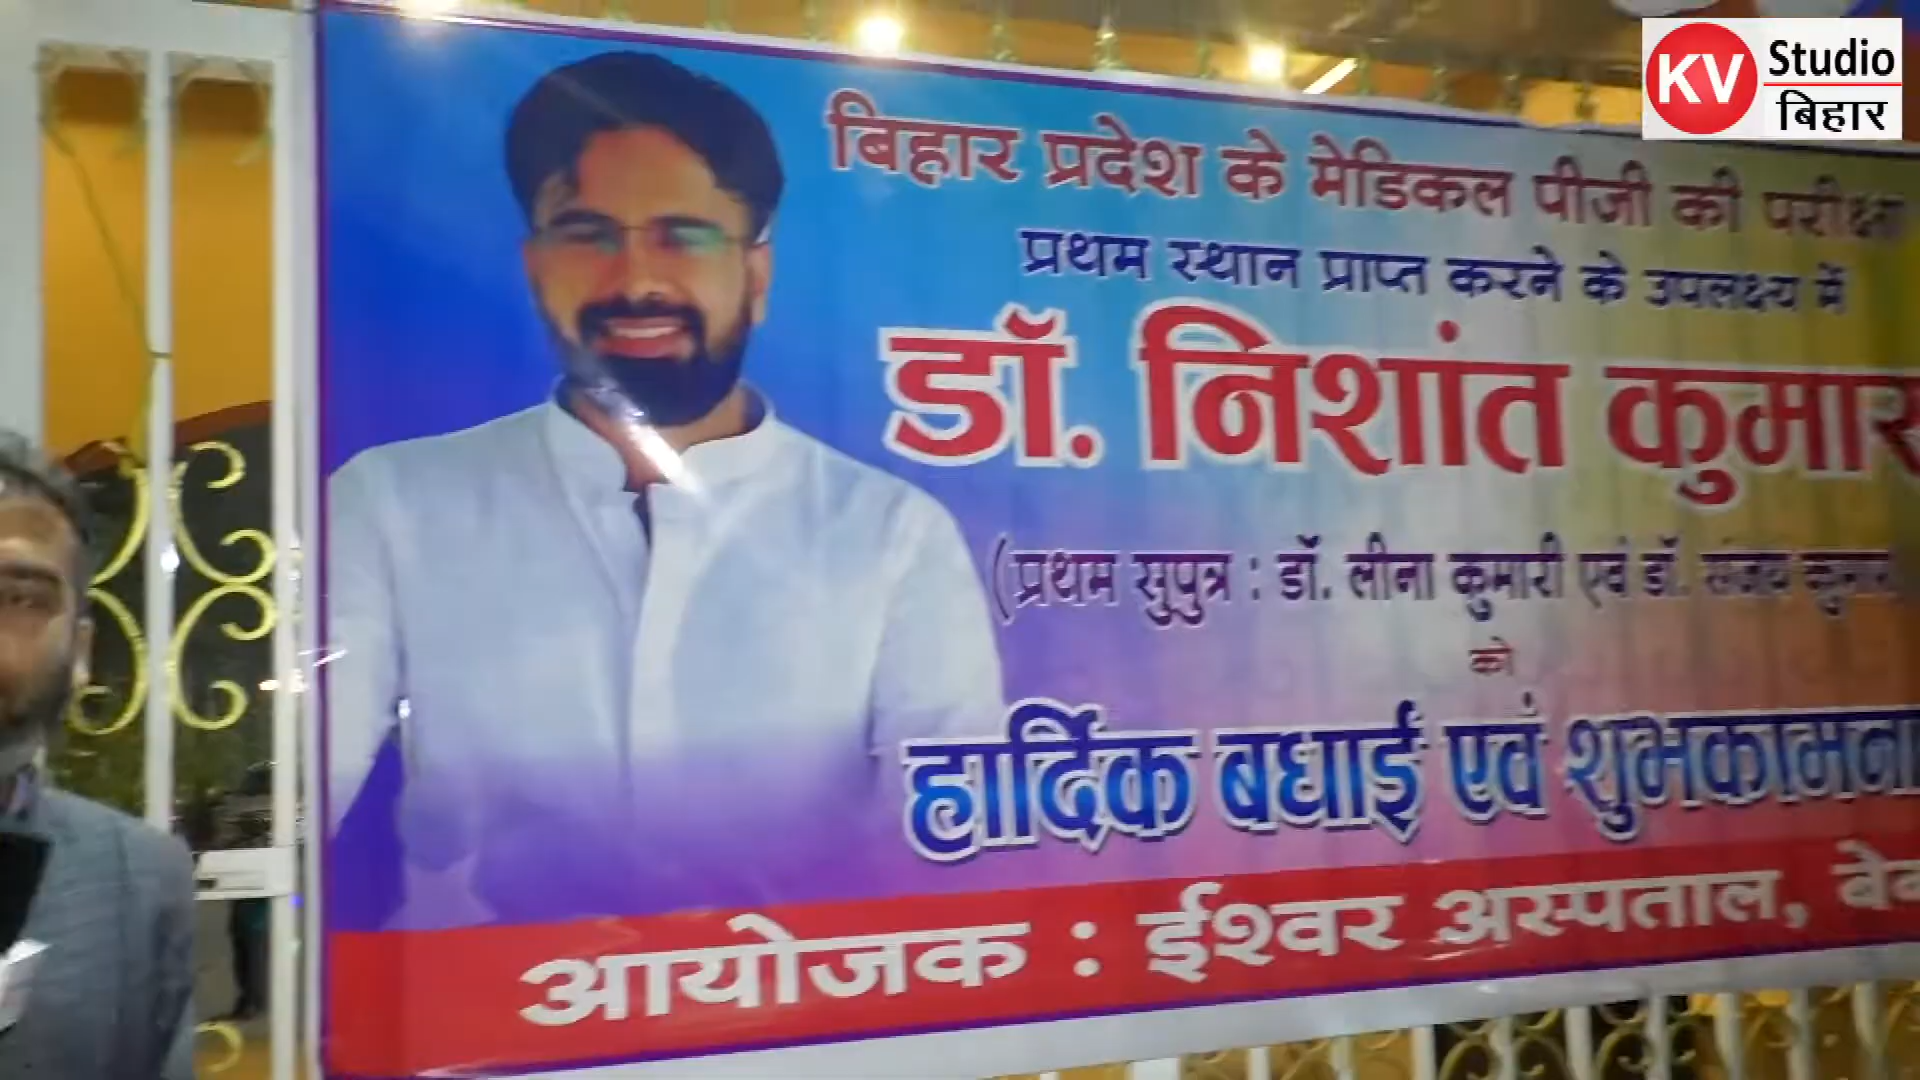 KV Studio
बिहार
बिहार प्रदेश के मेडिकल पीजी की परीक्षा
प्रथम स्थान प्राप्त करने के उपलक्ष्य में
डॉ. निशांत कुमार
(प्रथम सुपुत्र : डॉ. लीना कुमारी एवं डॉ. संजय कुमार
को
हार्दिक बधाई एवं शुभकामना
आयोजक : ईश्वर अस्पताल,